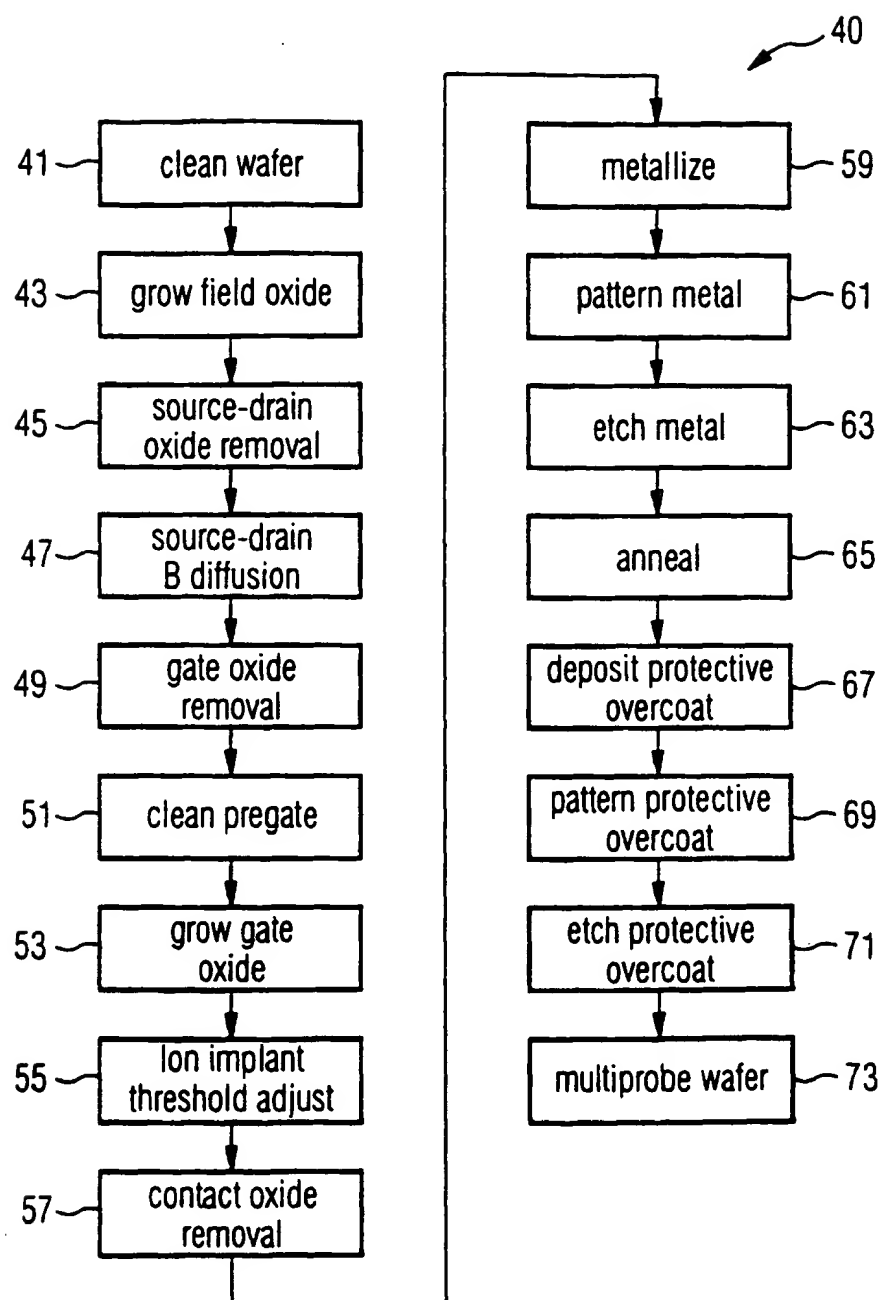 40
41
clean wafer
43
grow field oxide
45
source-drain
oxide removal
47
source-drain
B diffusion
49
gate oxide
removal
51
clean pregate
53
grow gate
oxide
55
Ion implant
threshold adjust
57
contact oxide
removal
metallize
59
pattern metal
61
etch metal
63
anneal
65
deposit protective
overcoat
67
pattern protective
overcoat
69
etch protective
overcoat
71
multiprobe wafer
73